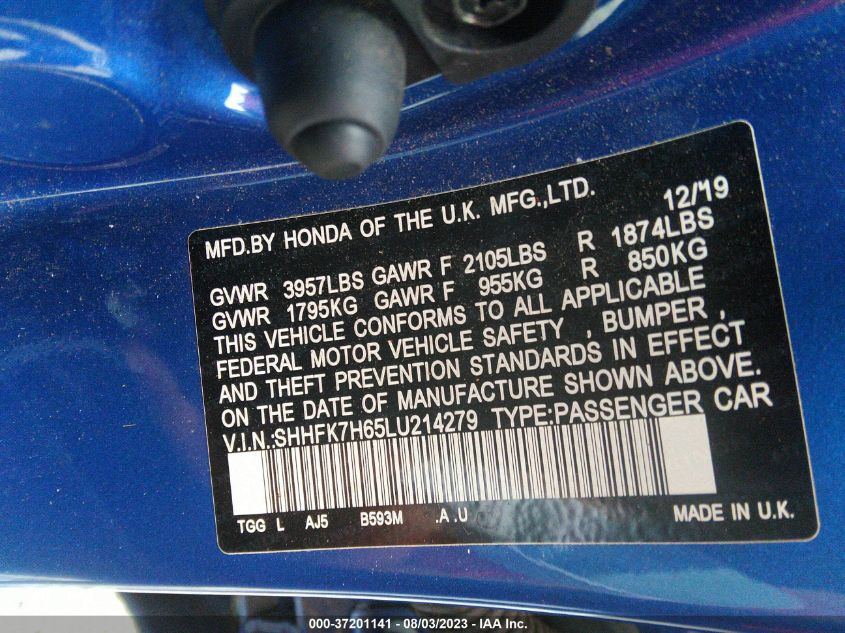 MFD.BY HONDA OF THE U.K. MFG.,LTD. 12/19
GVWR 3957LBS GAWR F 2105LBS R 1874LBS
GVWR 1795KG GAWR F 955KG R 850KG
THIS VEHICLE CONFORMS TO ALL APPLICABLE
FEDERAL MOTOR VEHICLE SAFETY , BUMPER ,
AND THEFT PREVENTION STANDARDS IN EFFECT
ON THE DATE OF MANUFACTURE SHOWN ABOVE.
V.I.N.:SHHFK7H65LU214279 TYPE:PASSENGER CAR
TGG L AJ5 B593M .A .U MADE IN U.K.
000-37201141 - 08/03/2023 - IAA Inc.